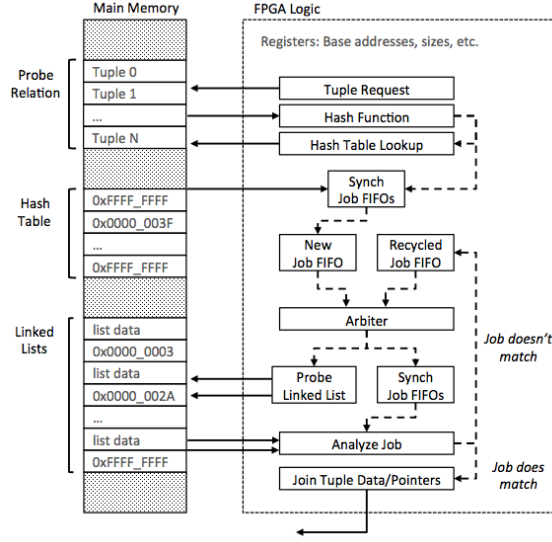 Main Memory
FPGA Logic
Registers: Base addresses, sizes, etc.
Probe
Relation
Tuple 0
Tuple 1
...
Tuple N
Tuple Request
Hash Function
Hash Table Lookup
Hash
Table
0xFFFF_FFFF
0x0000_003F
...
0xFFFF_FFFF
Synch
Job FIFOs
New
Job FIFO
Recycled
Job FIFO
Arbiter
Job doesn't
match
Linked
Lists
list data
0x0000_0003
list data
0x0000_002A
...
list data
0xFFFF_FFFF
Probe
Linked List
Synch
Job FIFOs
Analyze Job
Join Tuple Data/Pointers
Job does
match